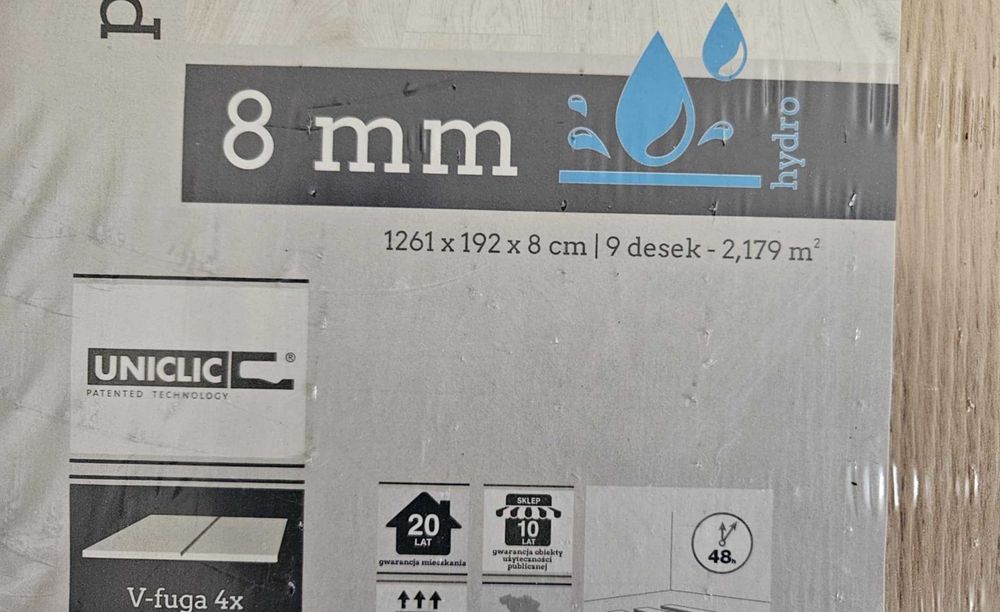 8 mm
hydro
1261 x 192 x 8 cm | 9 desek - 2,179 m²
UNICLIC ®
PATENTED TECHNOLOGY
V-fuga 4x
20
LAT
gwarancja mieszkania
SKLEP
10
LAT
gwarancja obiekty
użyteczności
publicznej
48h